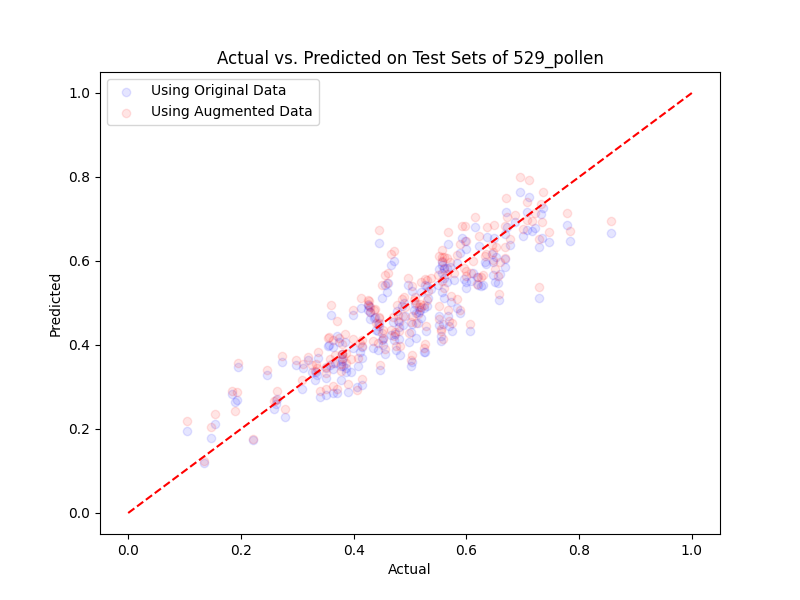 Actual vs. Predicted on Test Sets of 529_pollen
Using Original Data
Using Augmented Data
1.0
0.8
0.6
0.4
0.2
0.0
Predicted
0.0 0.2 0.4 0.6 0.8 1.0
Actual